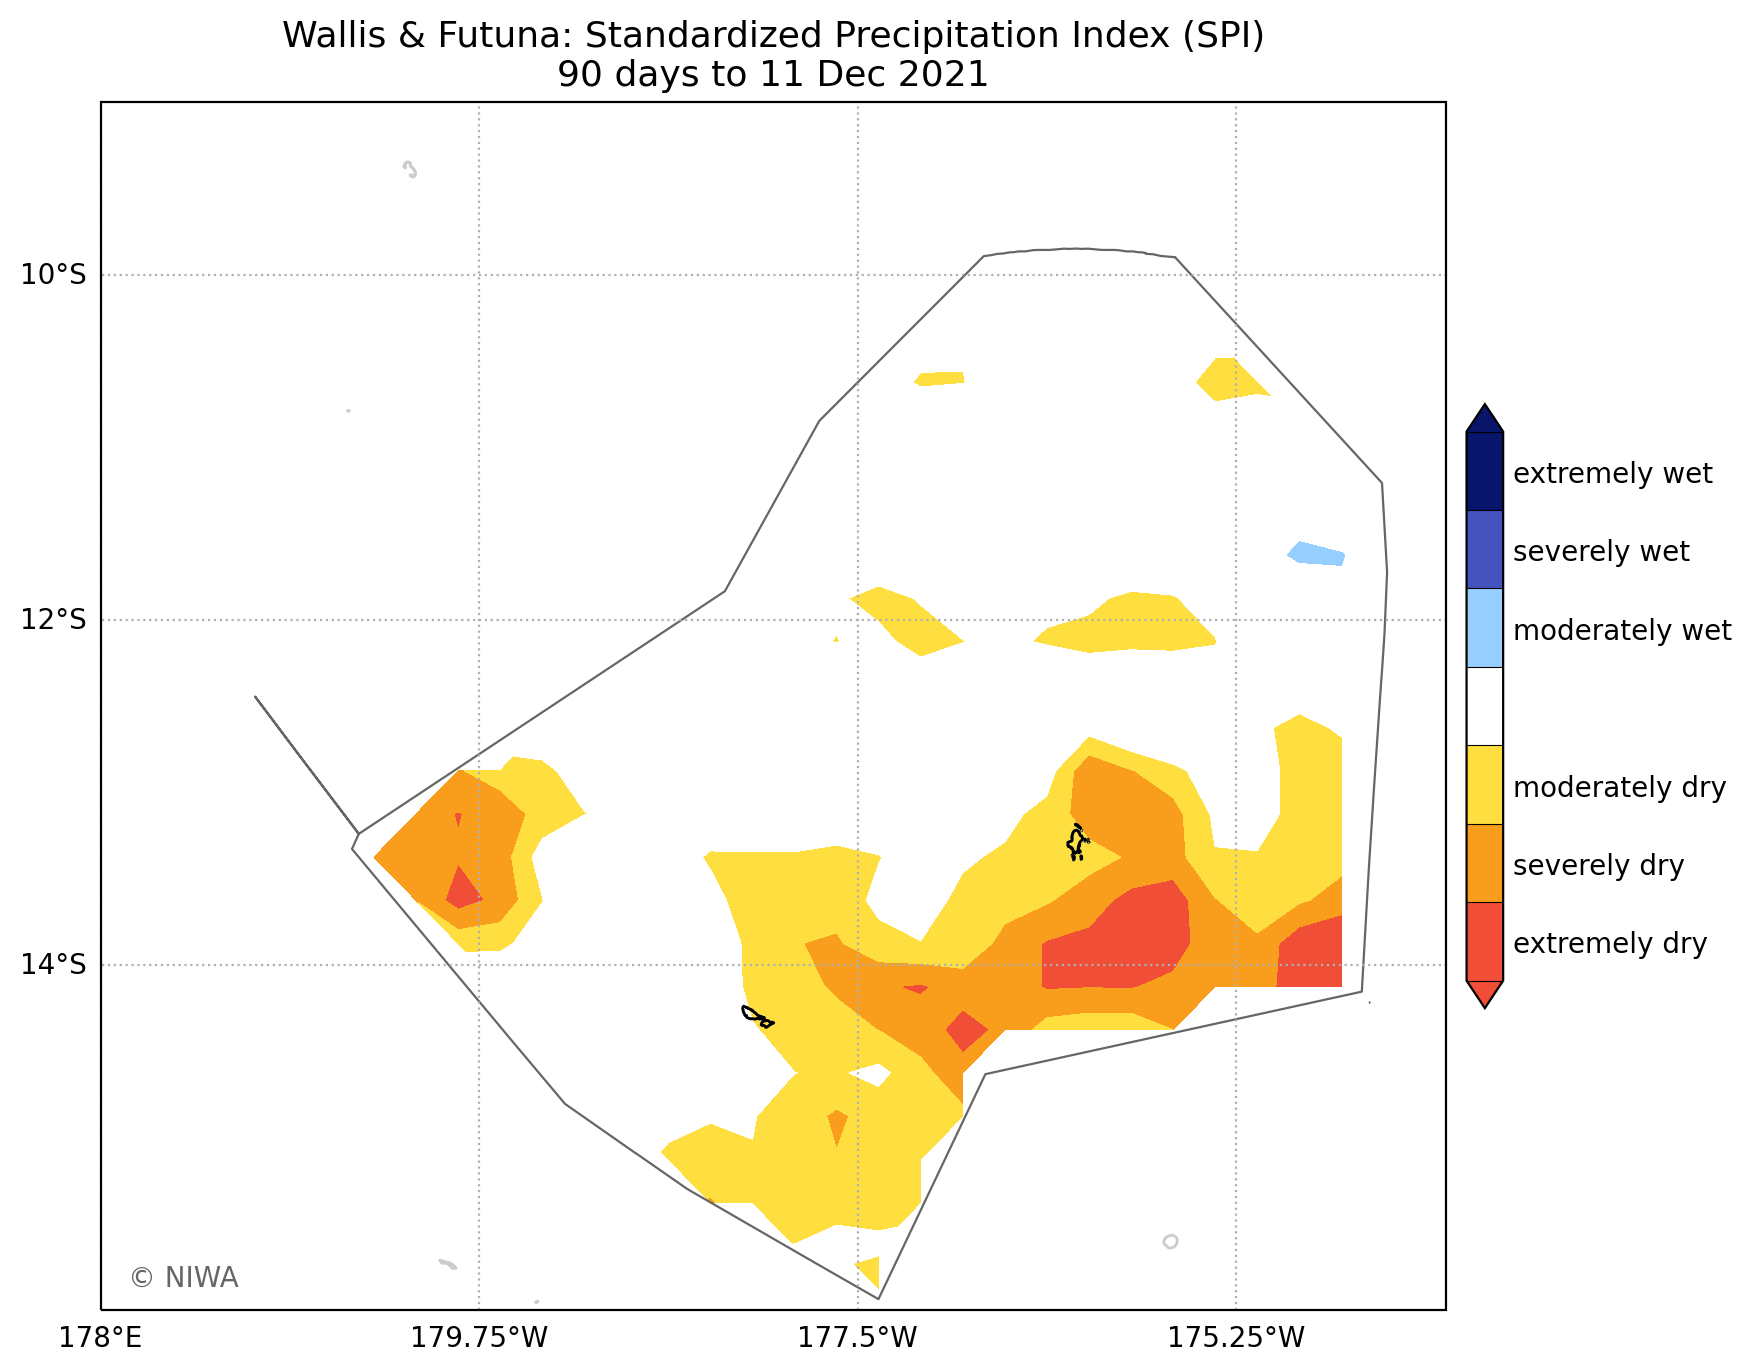 Wallis & Futuna: Standardized Precipitation Index (SPI)
90 days to 11 Dec 2021
10°S
12°S
14°S
extremely wet
severely wet
moderately wet
moderately dry
severely dry
extremely dry
© NIWA
178°E
179.75°W
177.5°W
175.25°W